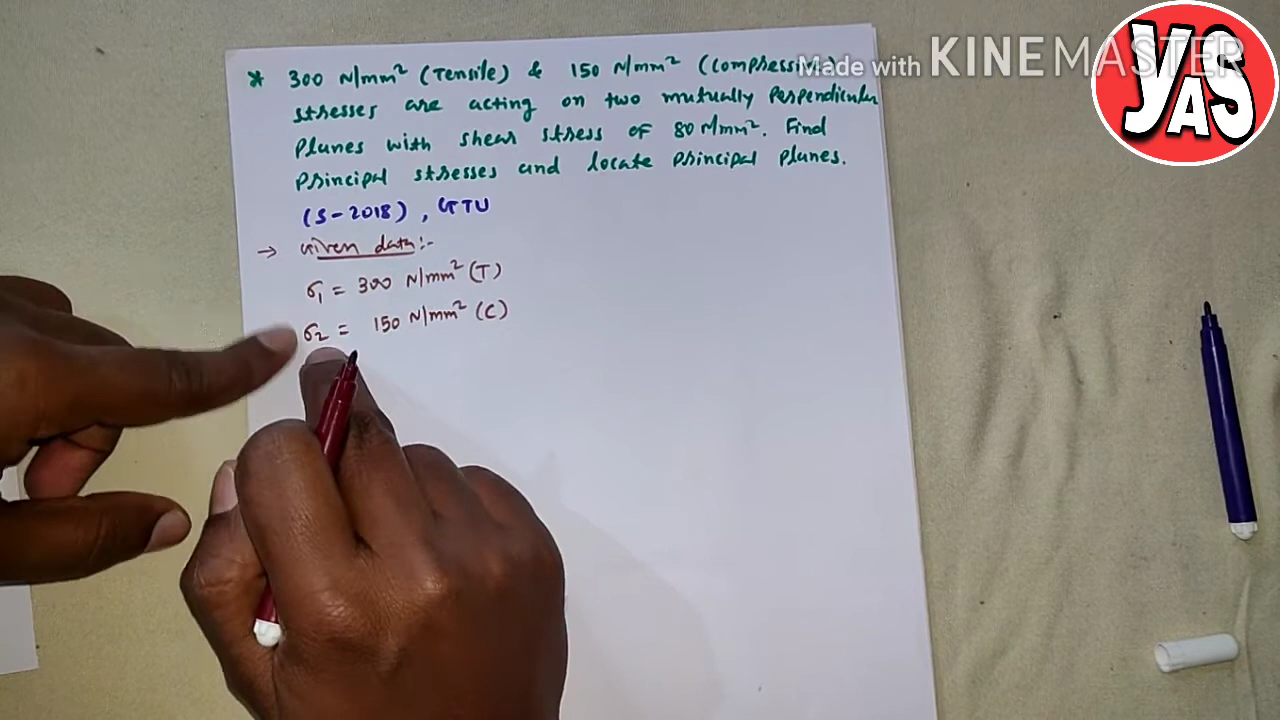 * 300 N/mm² (Tensile) & 150 N/mm² (Compressive)
stresses are acting on two mutually perpendicular
planes with shear stress of 80 N/mm². Find
principal stresses and locate principal planes.
(S-2018), GTU
→ Given data:-
σ1 = 300 N/mm² (T)
σ2 = 150 N/mm² (C)
Made with KINEMASTER
YAS